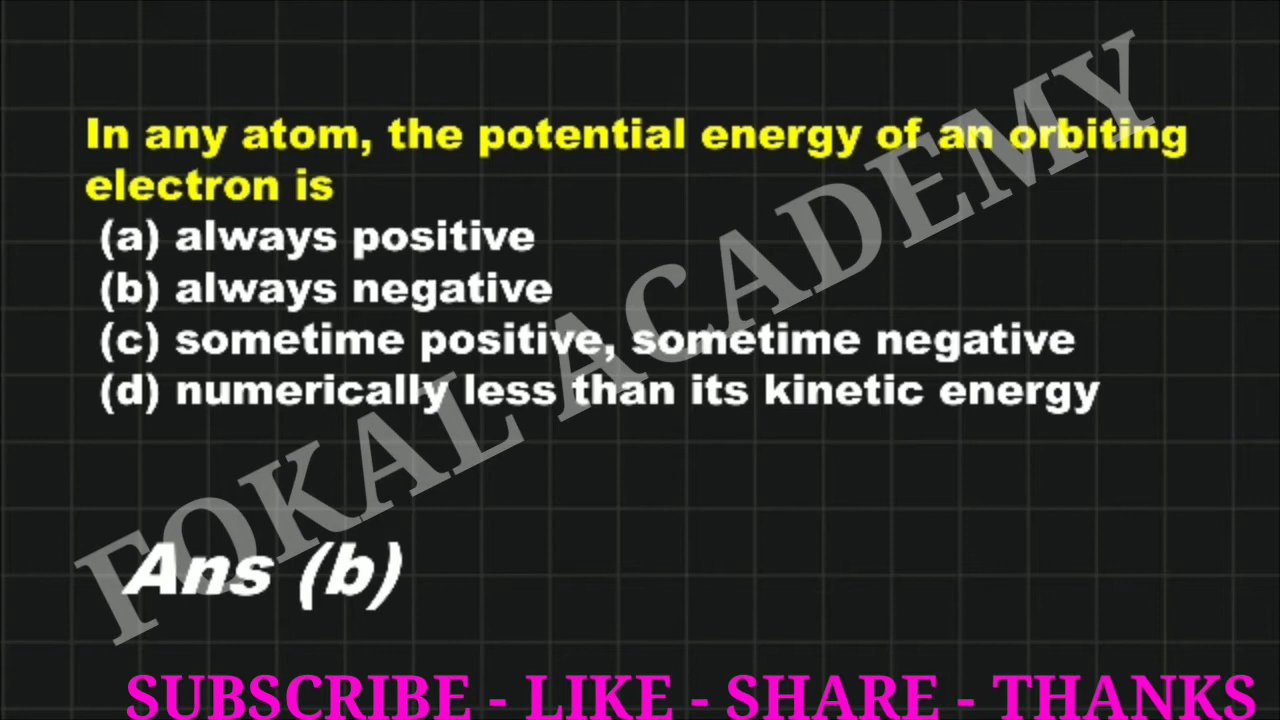 In any atom, the potential energy of an orbiting
electron is
(a) always positive
(b) always negative
(c) sometime positive, sometime negative
(d) numerically less than its kinetic energy
FOKAL ACADEMY
Ans (b)
SUBSCRIBE - LIKE - SHARE - THANKS